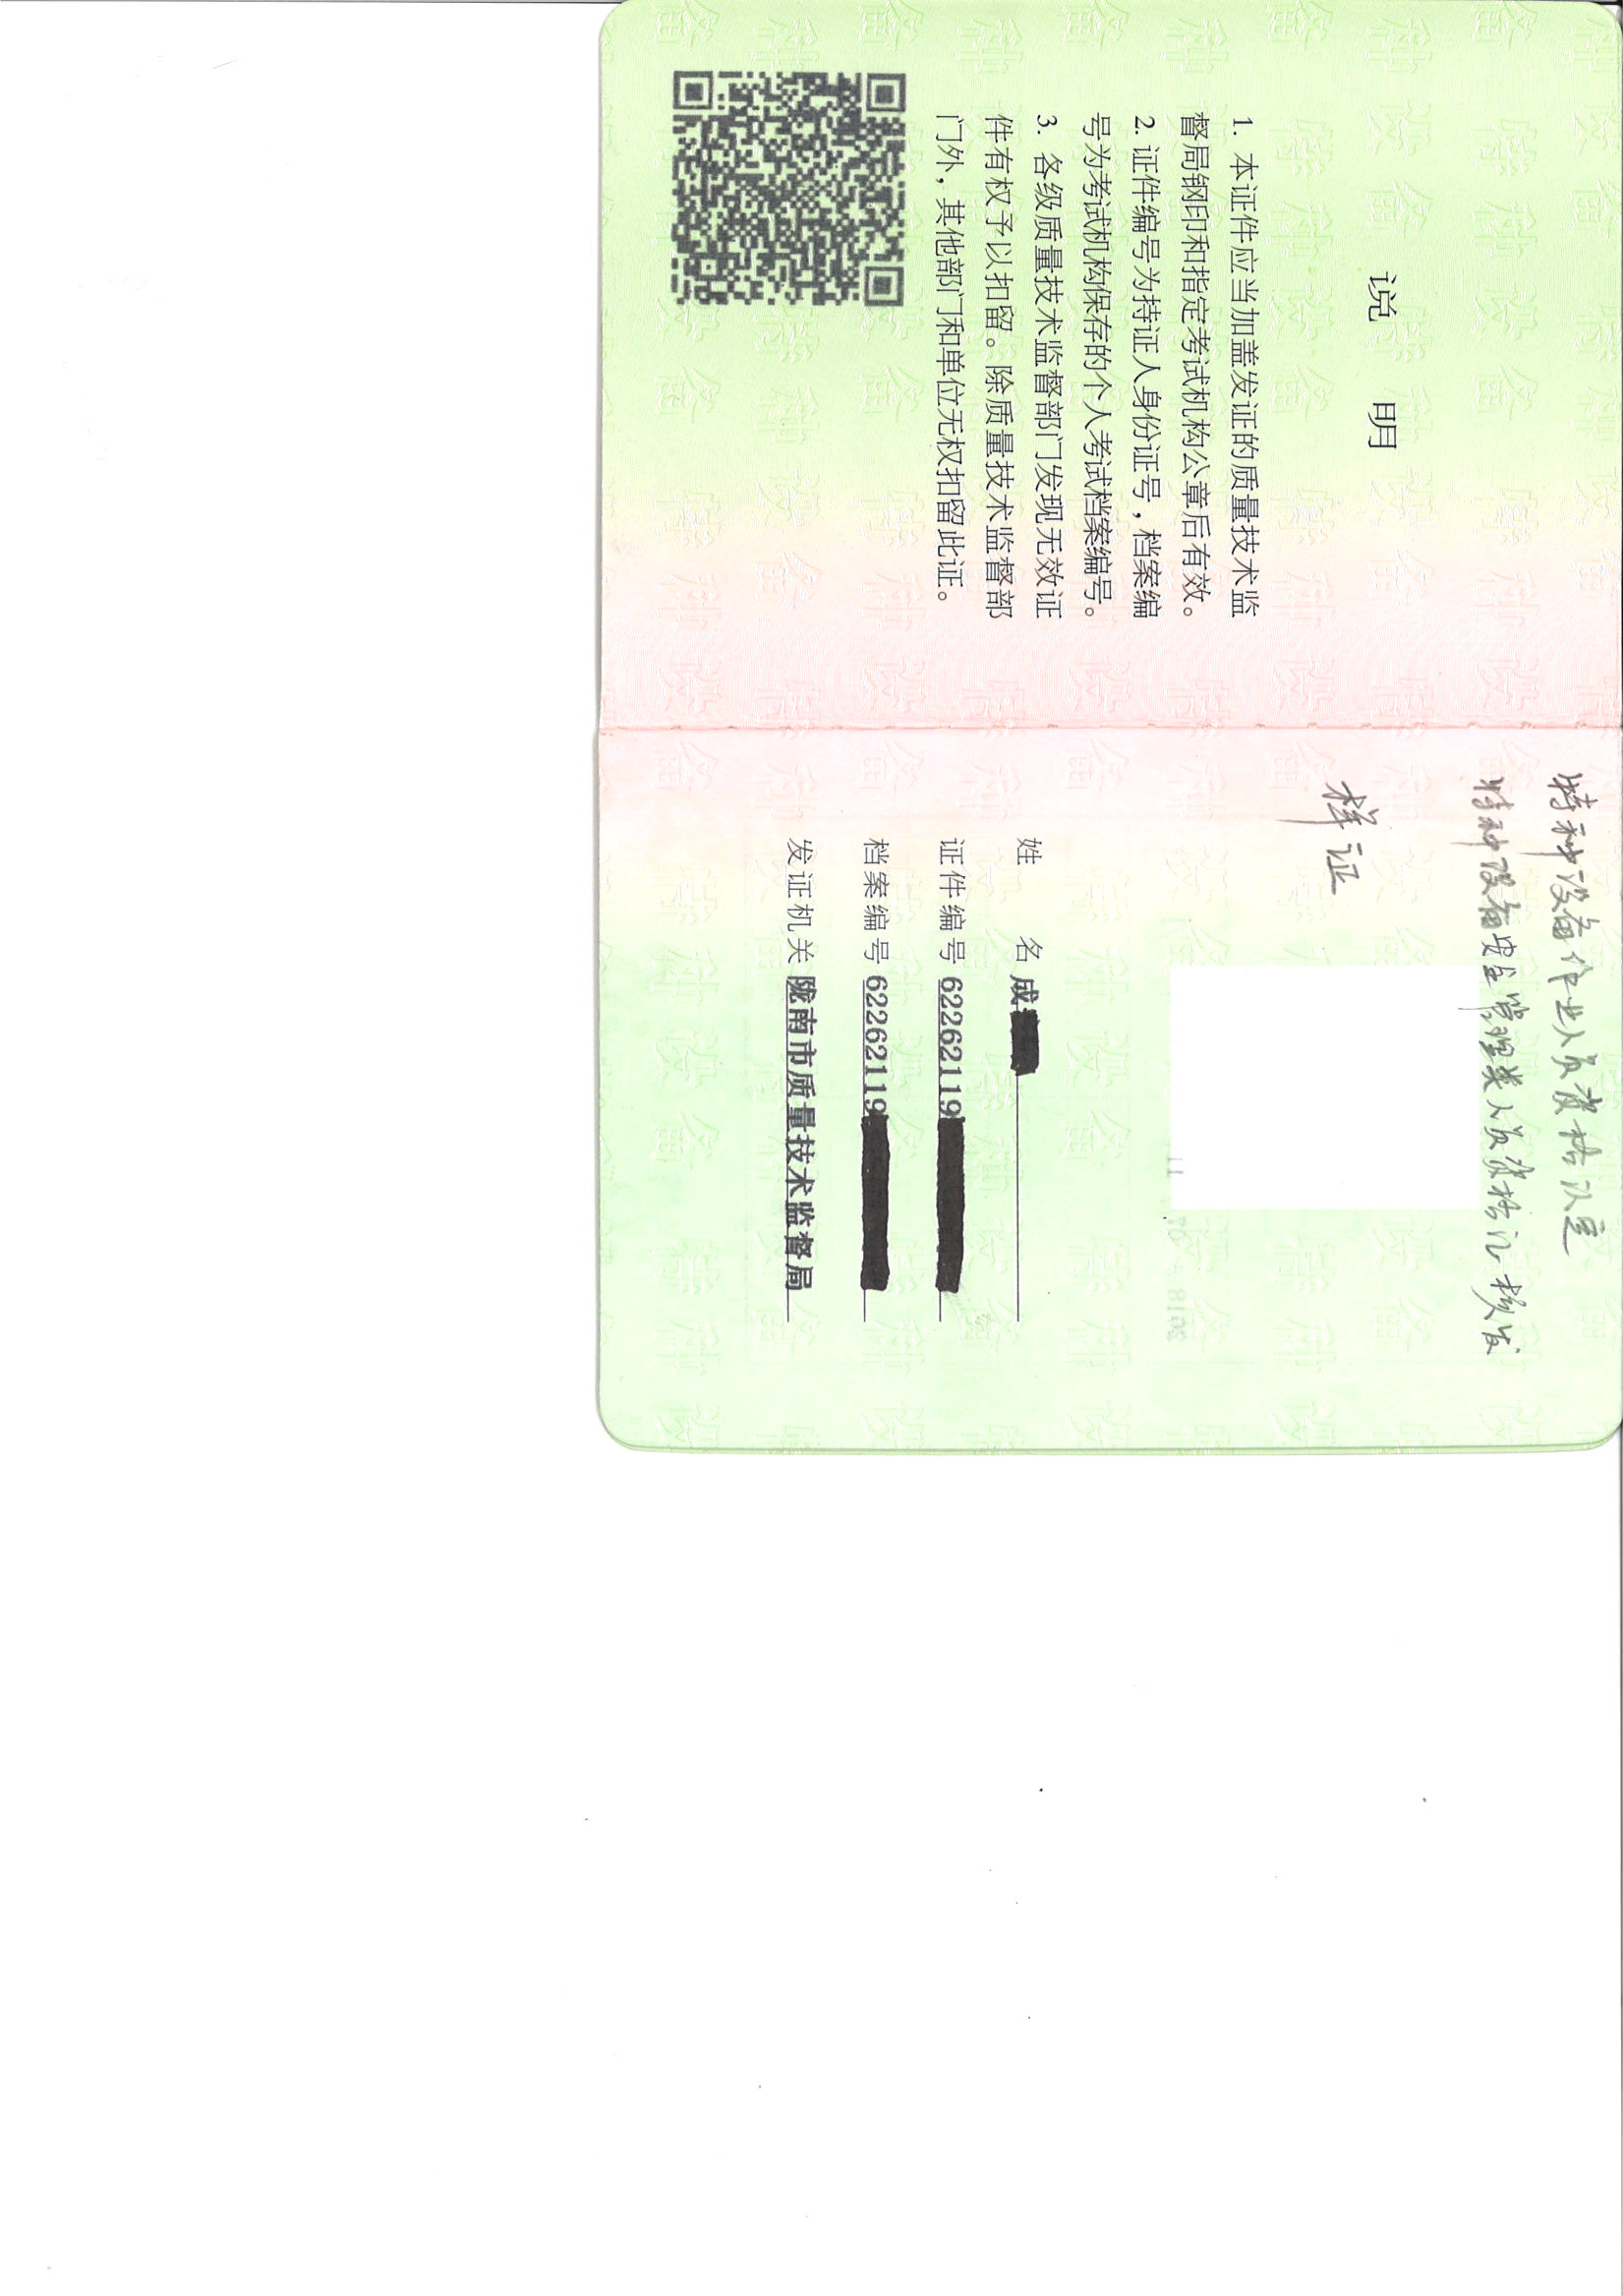 说 明
1. 本证件应当加盖发证的质量技术监
督局钢印和指定考试机构公章后有效。
2. 证件编号为持证人身份证号，档案编
号为考试机构保存的个人考试档案编号。
3. 各级质量技术监督部门发现无效证
件有权予以扣留。除质量技术监督部
门外，其他部门和单位无权扣留此证。
特种设备作业人员资格认定
特种设备安全管理类人员资格证核发
样证
2018 07 11
姓 名 成
证件编号 62262119
档案编号 62262119
发证机关 陇南市质量技术监督局